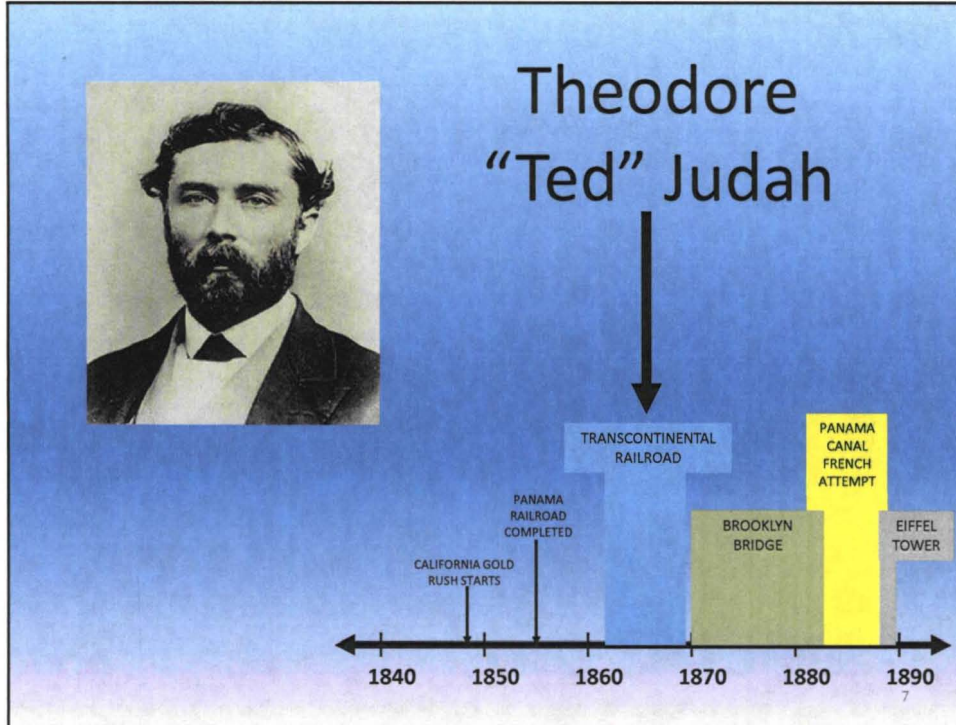 Theodore
“Ted” Judah
TRANSCONTINENTAL
RAILROAD
PANAMA
CANAL
FRENCH
ATTEMPT
PANAMA
RAILROAD
COMPLETED
BROOKLYN
BRIDGE
EIFFEL
TOWER
CALIFORNIA GOLD
RUSH STARTS
1840 1850 1860 1870 1880 1890
7